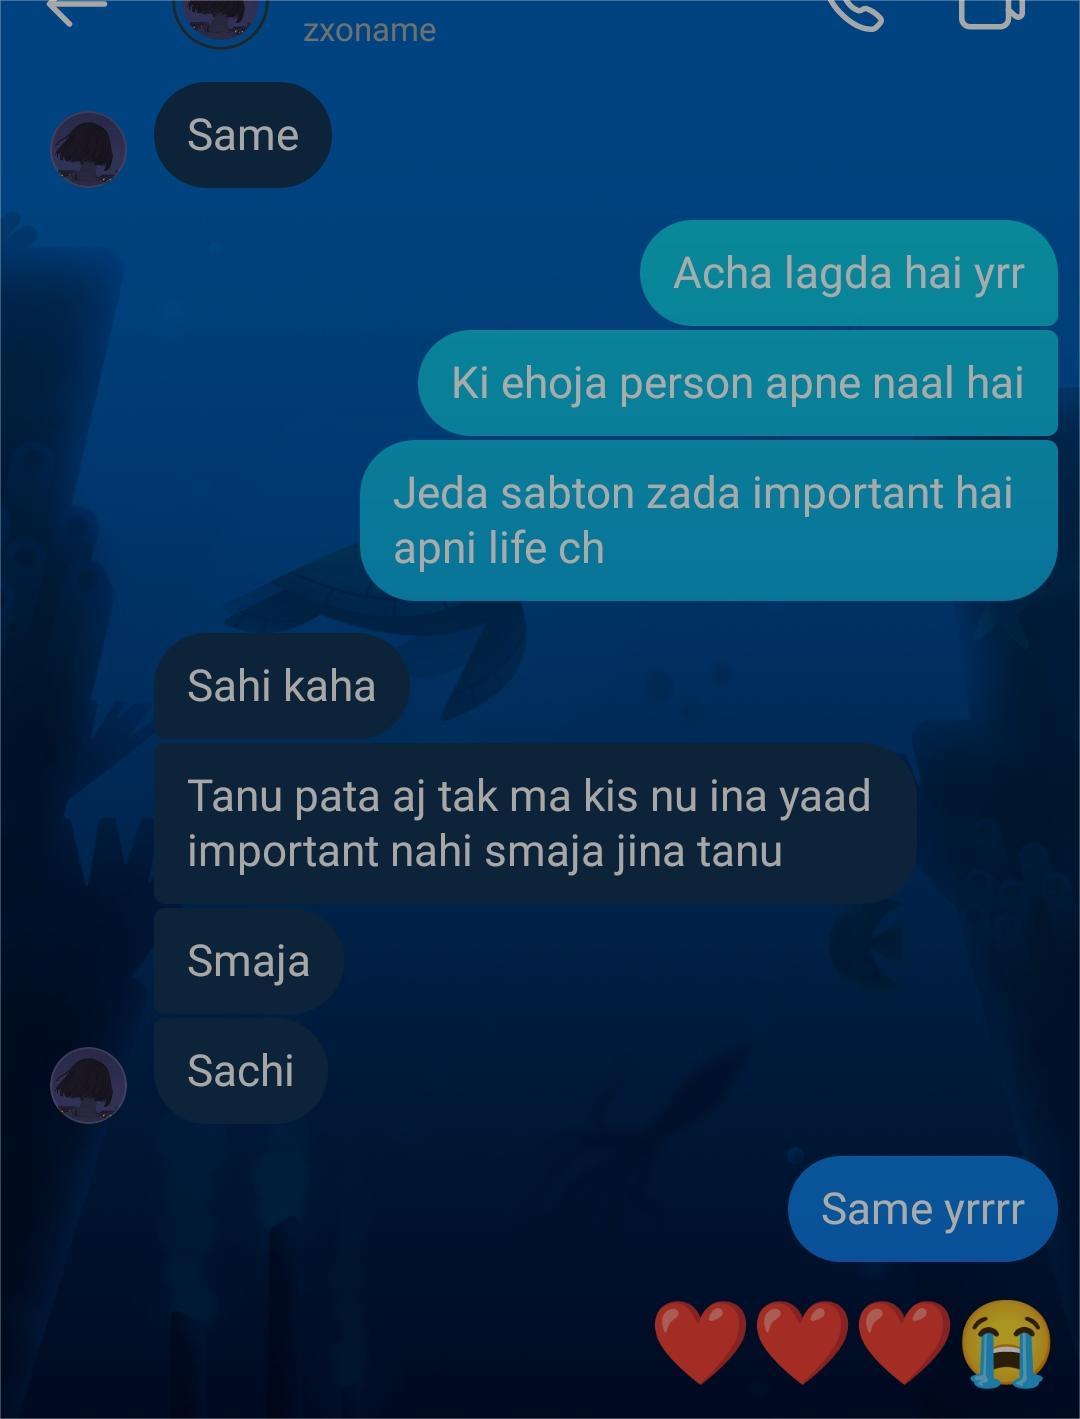 zxoname
Same
Acha lagda hai yrr
Ki ehoja person apne naal hai
Jeda sabton zada important hai
apni life ch
Sahi kaha
Tanu pata aj tak ma kis nu ina yaad
important nahi smaja jina tanu
Smaja
Sachi
Same yrrrr
❤️❤️❤️😭